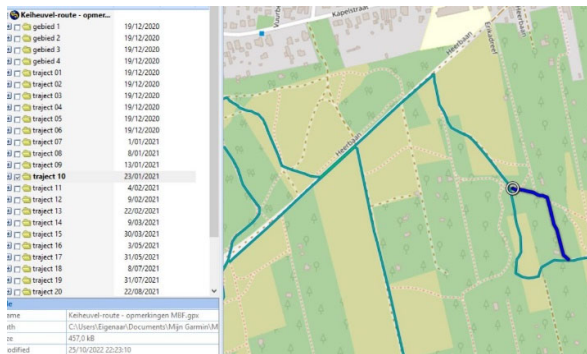 Keiheuvel-route - opmer...
gebied 1 19/12/2020
gebied 2 19/12/2020
gebied 3 19/12/2020
gebied 4 19/12/2020
traject 01 19/12/2020
traject 02 19/12/2020
traject 03 19/12/2020
traject 04 19/12/2020
traject 05 19/12/2020
traject 06 19/12/2020
traject 07 1/01/2021
traject 08 8/01/2021
traject 09 13/01/2021
traject 10 23/01/2021
traject 11 4/02/2021
traject 12 9/02/2021
traject 13 22/02/2021
traject 14 9/03/2021
traject 15 30/03/2021
traject 16 3/05/2021
traject 17 31/05/2021
traject 18 8/07/2021
traject 19 31/07/2021
traject 20 22/08/2021
ame Keiheuvel-route - opmerkingen MBF.gpx
ath C:\Users\Eigenaar\Documents\Mijn Garmin\M
ze 457,0 kB
odified 25/10/2022 22:23:10
Kapelstraat
Heerbaan
Erikadreef
Heerbaan